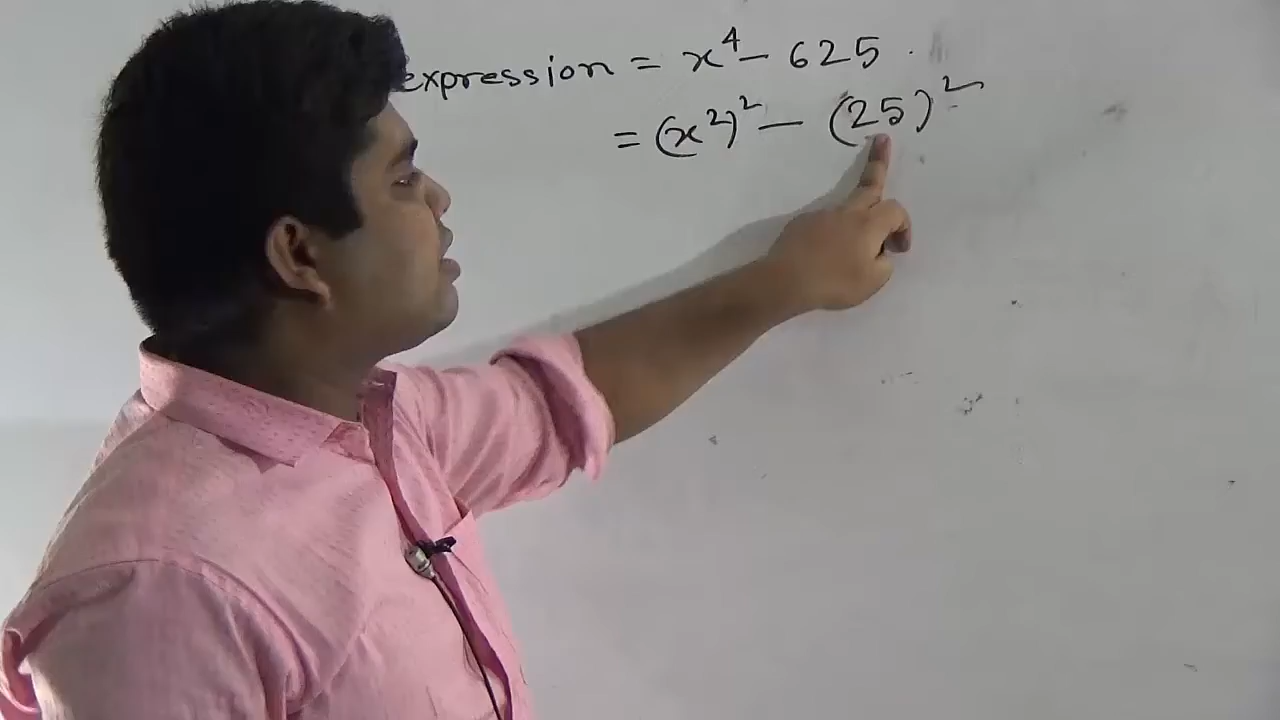 expression = x⁴ - 625.
= (x²)² - (25)²